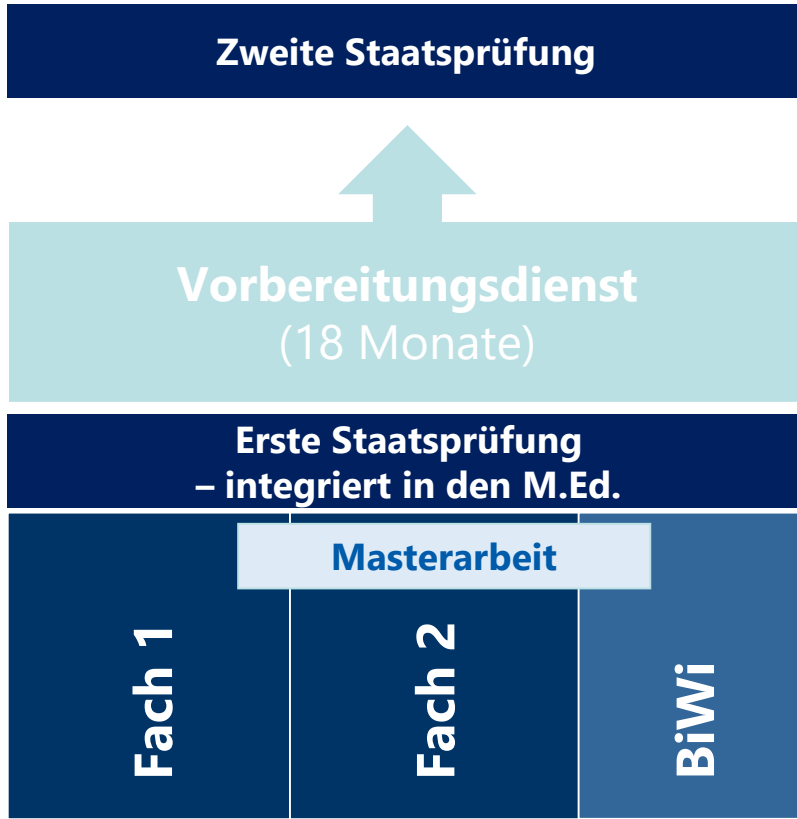 Zweite Staatsprüfung
Vorbereitungsdienst
(18 Monate)
Erste Staatsprüfung
– integriert in den M.Ed.
Masterarbeit
Fach 1
Fach 2
BiWi